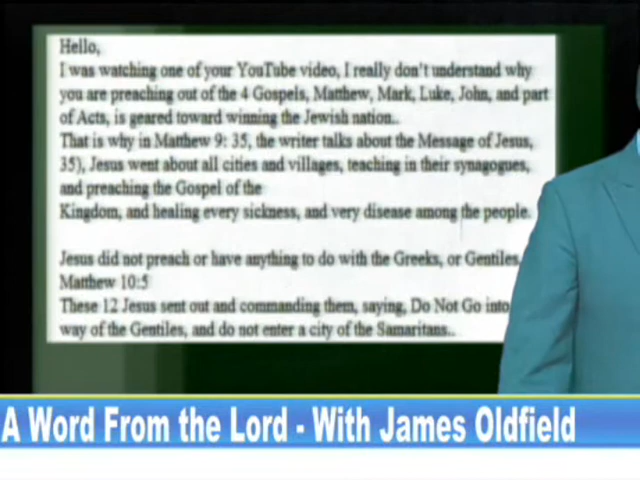 Hello,
I was watching one of your YouTube video, I really don't understand why
you are preaching out of the 4 Gospels, Matthew, Mark, Luke, John, and part
of Acts, is geared toward winning the Jewish nation..
That is why in Matthew 9: 35, the writer talks about the Message of Jesus,
35), Jesus went about all cities and villages, teaching in their synagogues,
and preaching the Gospel of the
Kingdom, and healing every sickness, and very disease among the people.
Jesus did not preach or have anything to do with the Greeks, or Gentiles
Matthew 10:5
These 12 Jesus sent out and commanding them, saying, Do Not Go into
way of the Gentiles, and do not enter a city of the Samaritans..
A Word From the Lord - With James Oldfield